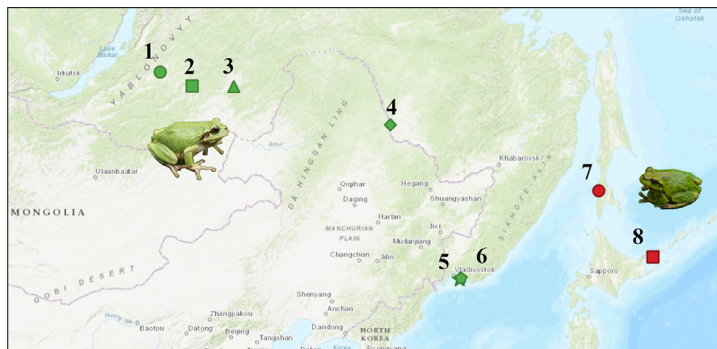 Sea of
Okhotsk
Lake
Baikal
Irkutsk
YABLONOVYY
1
2
3
4
Amur
DA HINGGAN LING
Ulaanbaatar
MONGOLIA
Khabarovsk
SIKHOTE ALIN
7
8
Qiqihar
Hegang
Daqing
Shuangyashan
Harbin
Jixi
MANCHURIAN
PLAIN
Mudanjiang
Changchun
Jilin
5
6
Vladivostok
Sapporo
GOBI DESERT
Shenyang
Anshan
Zhangjiakou
Dandong
NORTH
KOREA
Baotou
Datong
Beijing
Tangshan
Korea
Pyongyang